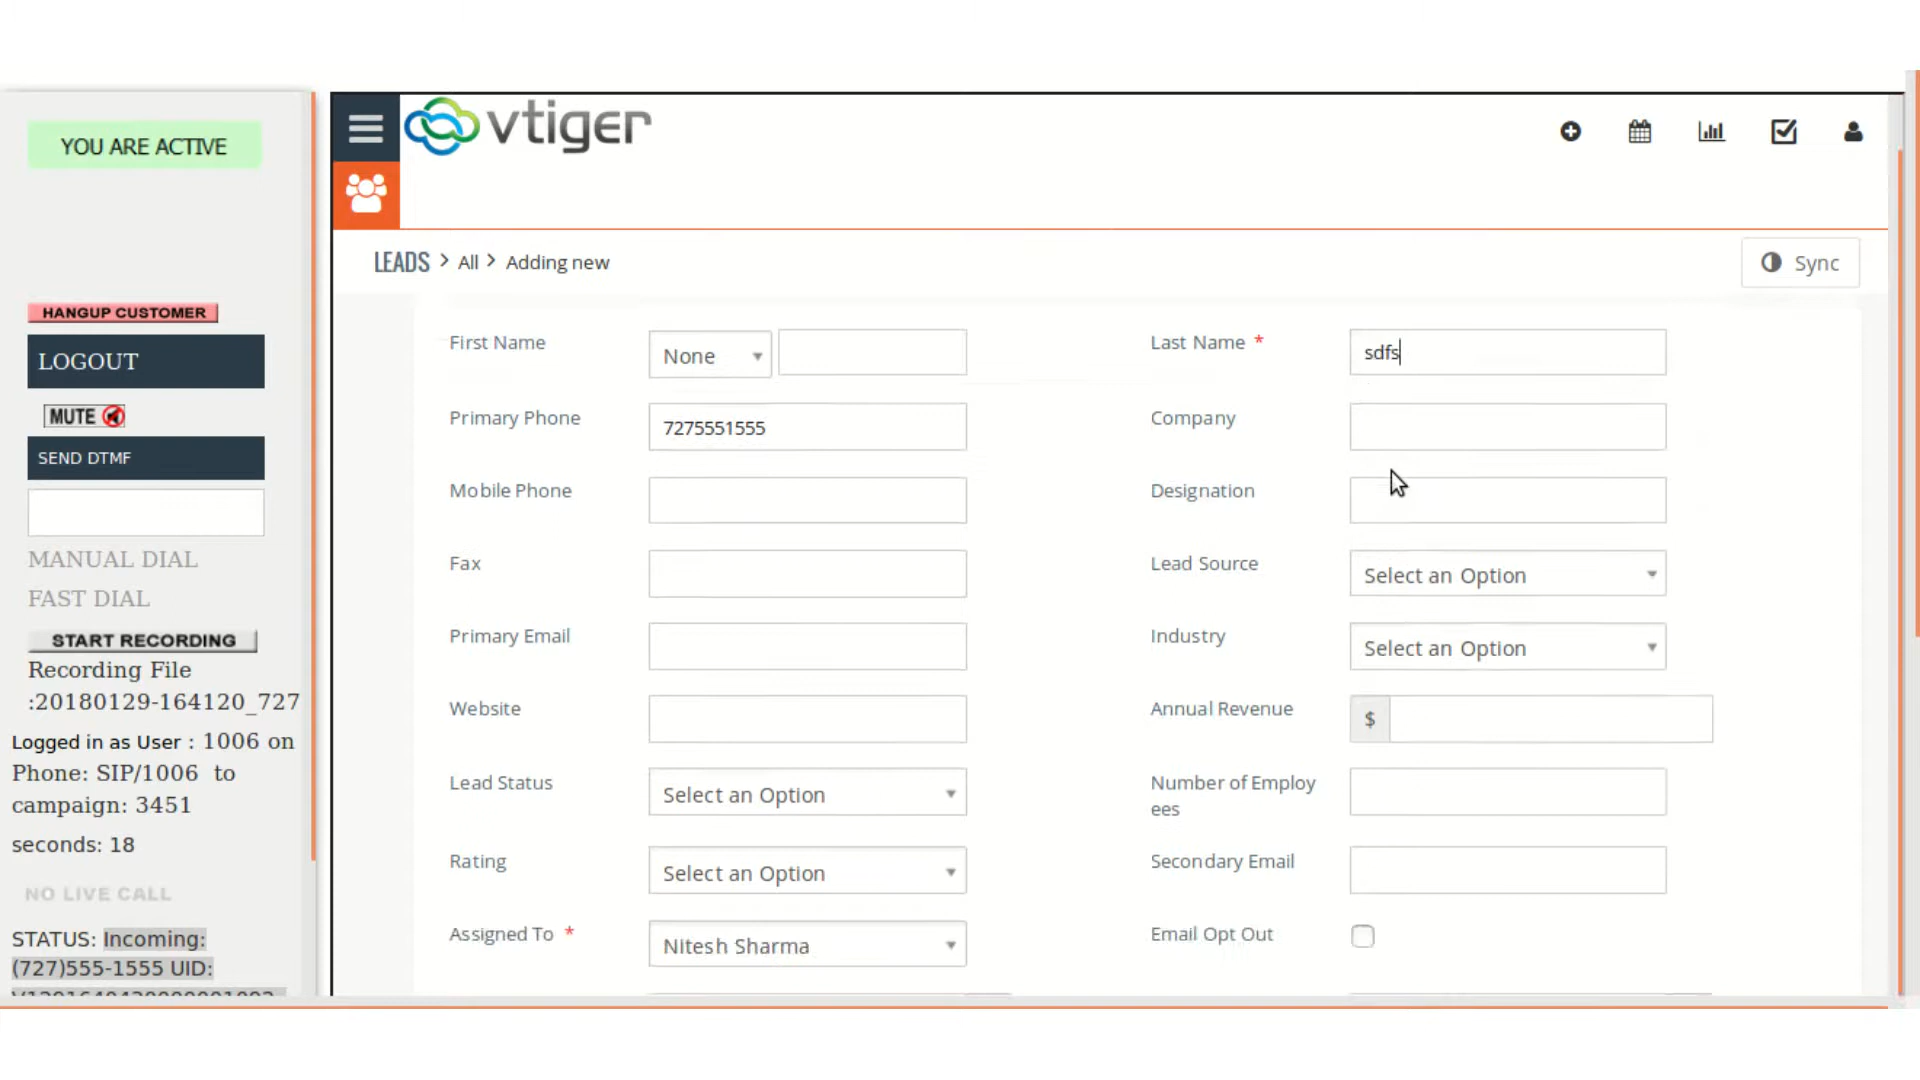 YOU ARE ACTIVE
HANGUP CUSTOMER
LOGOUT
MUTE
SEND DTMF
MANUAL DIAL
FAST DIAL
START RECORDING
Recording File
:20180129-164120_727
Logged in as User : 1006 on
Phone: SIP/1006 to
campaign: 3451
seconds: 18
NO LIVE CALL
STATUS: Incoming:
(727)555-1555 UID:
vtiger
LEADS > All > Adding new
Sync
First Name
None
Last Name *
sdfs
Primary Phone
7275551555
Company
Mobile Phone
Designation
Fax
Lead Source
Select an Option
Primary Email
Industry
Select an Option
Website
Annual Revenue
$
Lead Status
Select an Option
Number of Employ
ees
Rating
Select an Option
Secondary Email
Assigned To *
Nitesh Sharma
Email Opt Out